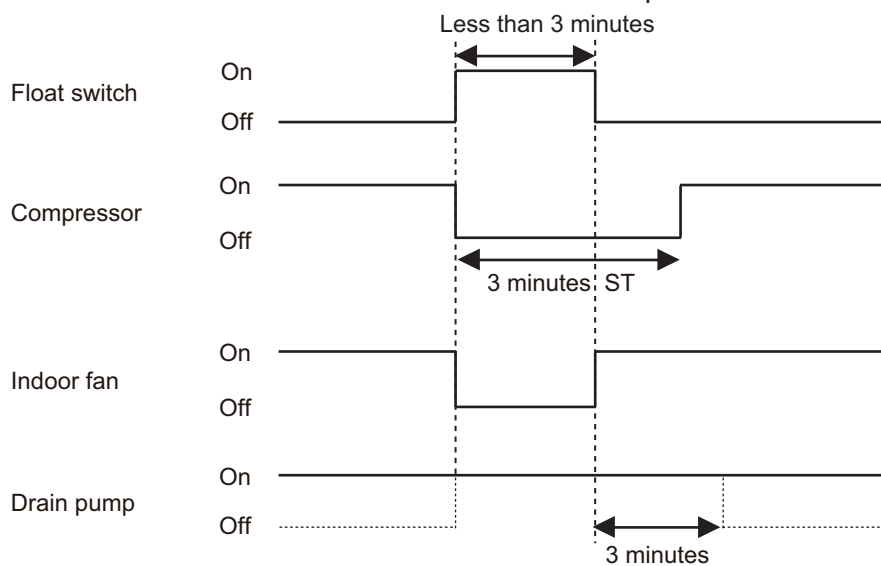 Less than 3 minutes
On
Float switch
Off
On
Compressor
Off
3 minutes ST
On
Indoor fan
Off
On
Drain pump
Off
3 minutes